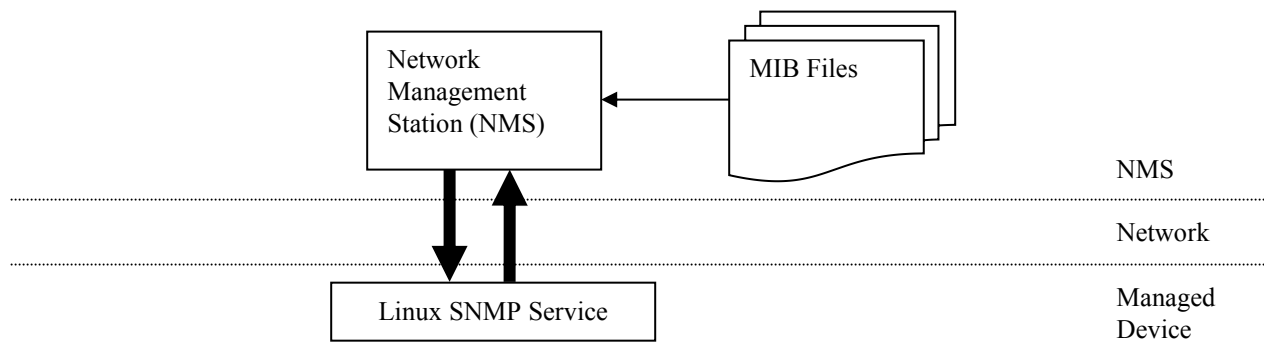 Network
Management
Station (NMS)
MIB Files
NMS
Network
Linux SNMP Service
Managed
Device